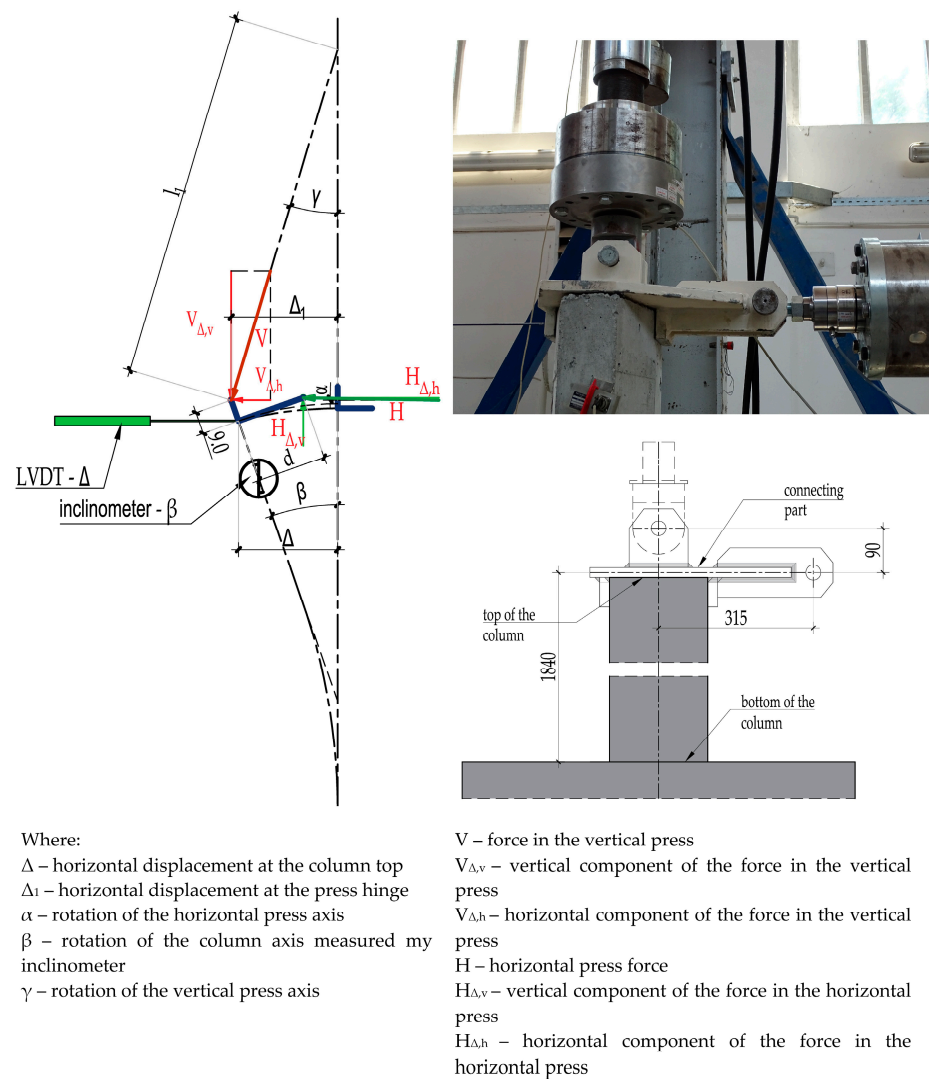 l1
γ
Δ1
VΔ,v
V
VΔ,h
α
HΔ,h
H
HΔ,v
9.0
d
LVDT - Δ
inclinometer - β
β
Δ
connecting
part
90
top of the
column
315
1840
bottom of the
column
Where:
Δ – horizontal displacement at the column top
Δ1 – horizontal displacement at the press hinge
α – rotation of the horizontal press axis
β – rotation of the column axis measured my
inclinometer
γ – rotation of the vertical press axis
V – force in the vertical press
VΔ,v – vertical component of the force in the vertical
press
VΔ,h – horizontal component of the force in the vertical
press
H – horizontal press force
HΔ,v – vertical component of the force in the horizontal
press
HΔ,h – horizontal component of the force in the
horizontal press